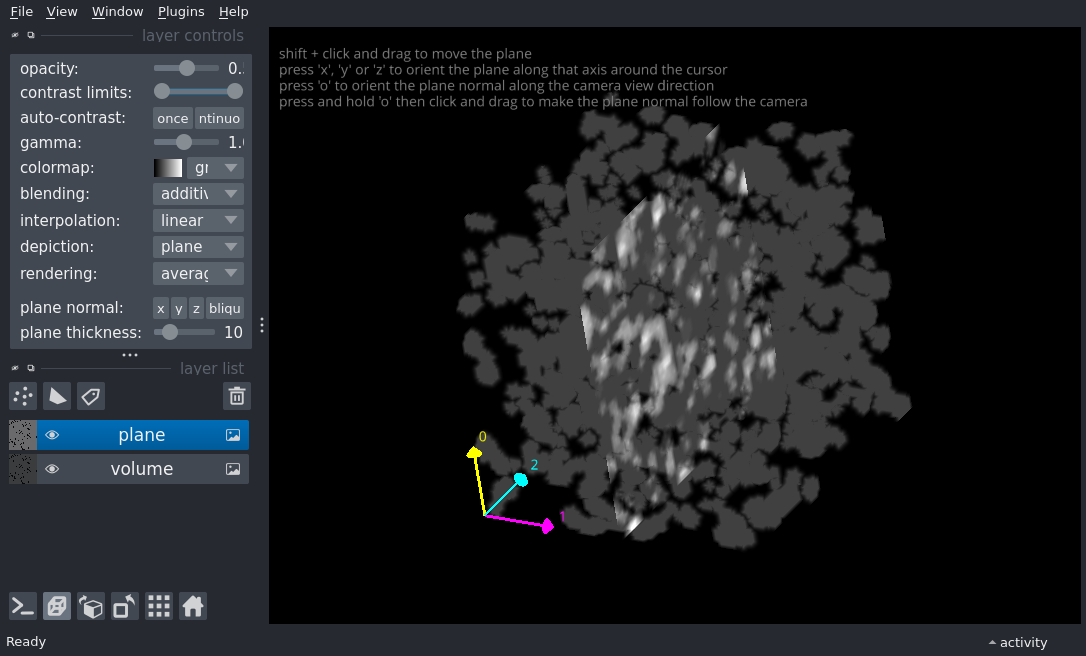 File View Window Plugins Help
layer controls
opacity: 0.
contrast limits:
auto-contrast: once ntinuo
gamma: 1.0
colormap: gr
blending: additiv
interpolation: linear
depiction: plane
rendering: averag
plane normal: x y z bliqu
plane thickness: 10
layer list
plane
volume
shift + click and drag to move the plane
press 'x', 'y' or 'z' to orient the plane along that axis around the cursor
press 'o' to orient the plane normal along the camera view direction
press and hold 'o' then click and drag to make the plane normal follow the camera
0
2
1
Ready
activity